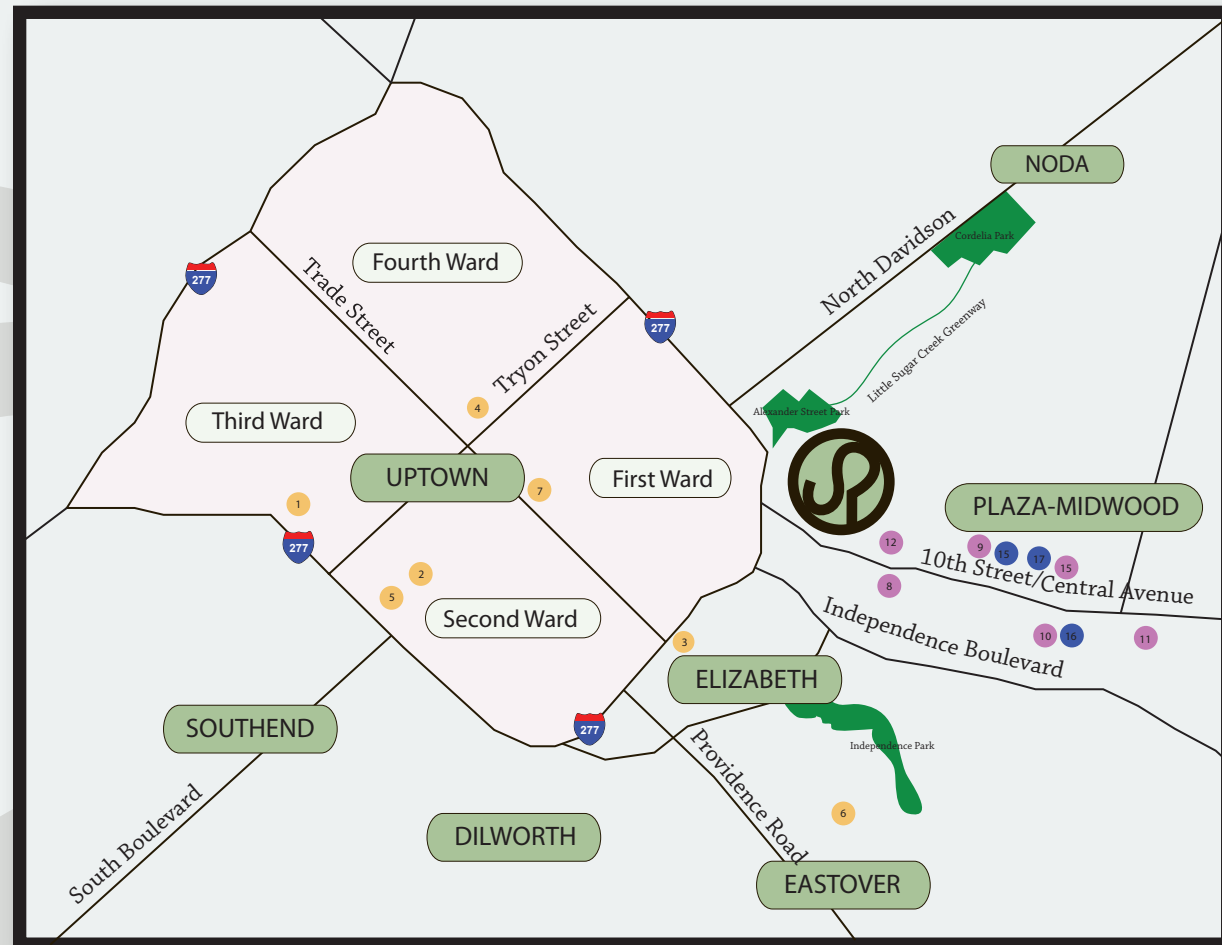 NODA
North Davidson
Cordelia Park
Fourth Ward
277
Trade Street
Tryon Street
277
Little Sugar Creek Greenway
4
Alexander Street Park
Third Ward
UPTOWN
First Ward
SP
7
1
PLAZA-MIDWOOD
277
12
9
15
17
15
10th Street/Central Avenue
2
5
8
Second Ward
Independence Boulevard
3
10
16
11
ELIZABETH
SOUTHEND
277
Independence Park
Providence Road
6
South Boulevard
DILWORTH
EASTOVER